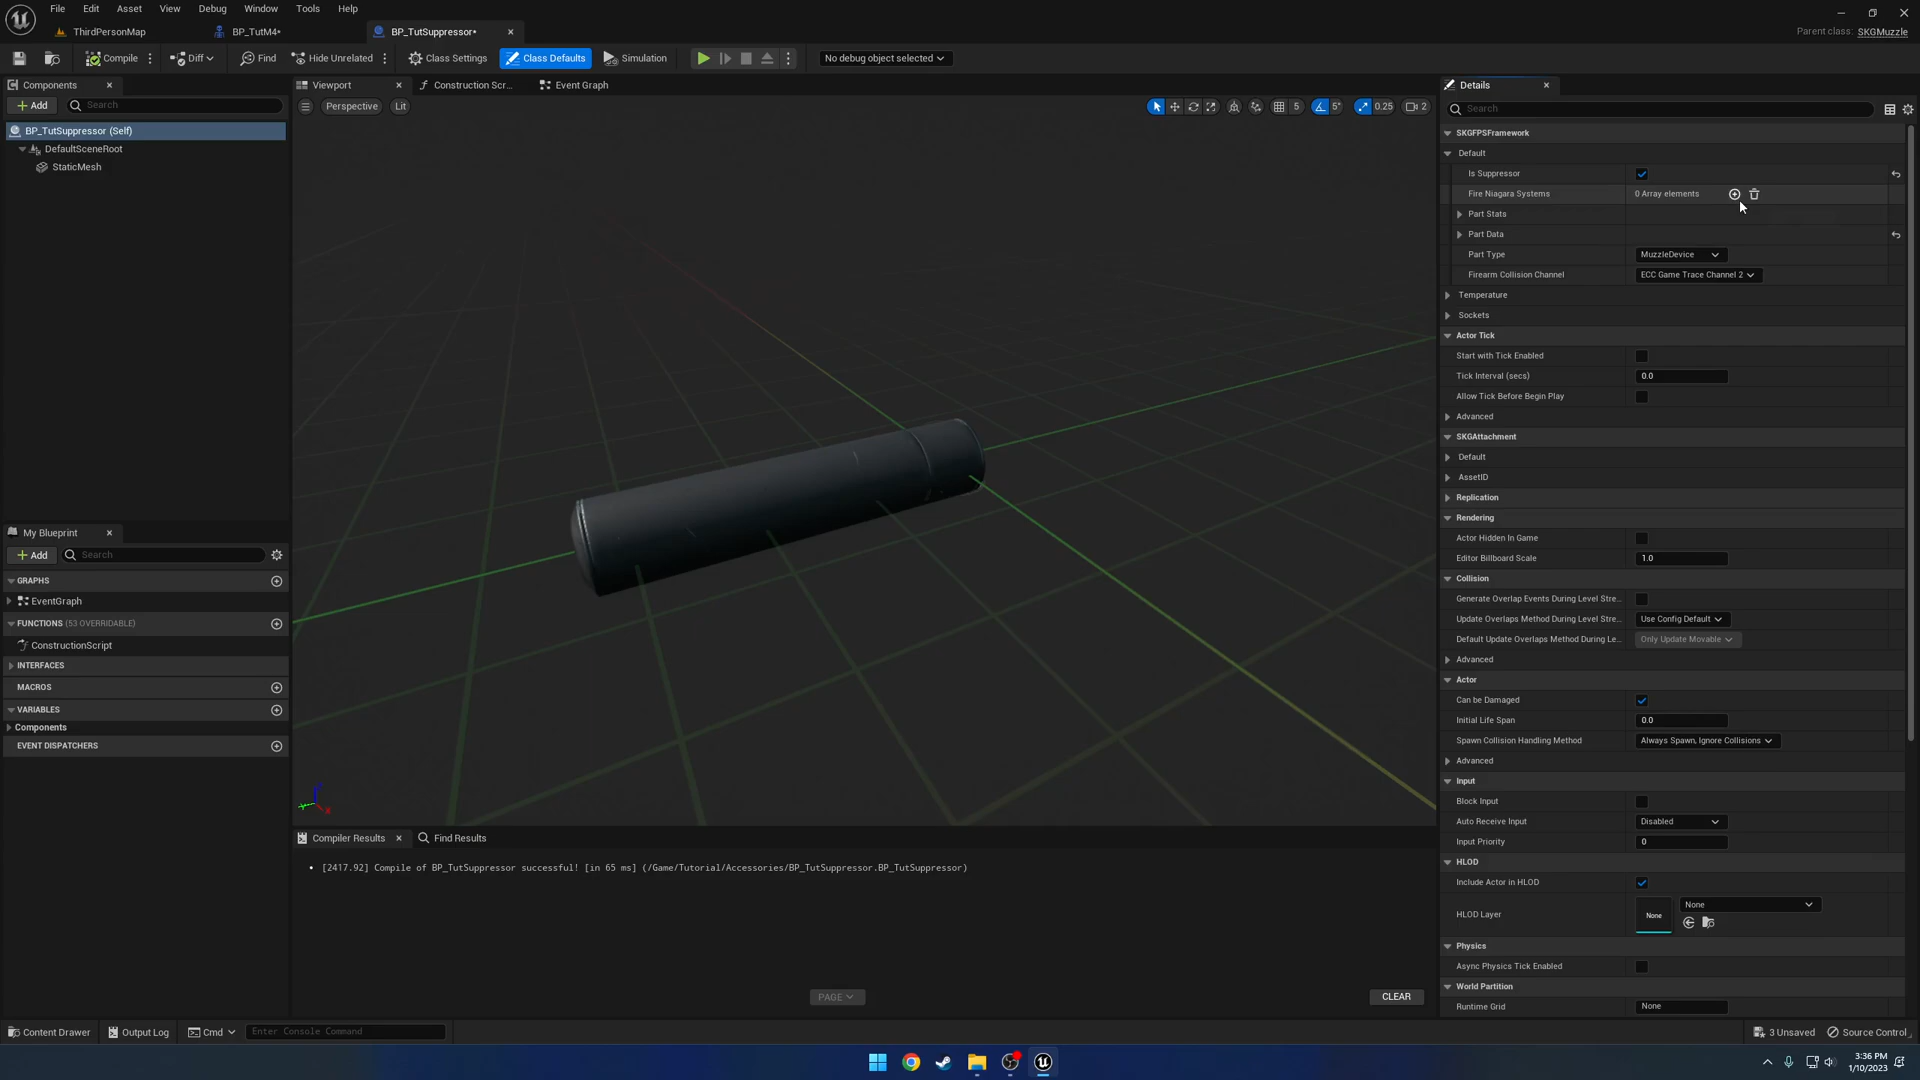 File Edit Asset View Debug Window Tools Help
ThirdPersonMap BP_TutM4* BP_TutSuppressor* Parent class: SKGMuzzle
Compile Diff Find Hide Unrelated Class Settings Class Defaults Simulation No debug object selected
Components
Add Search
BP_TutSuppressor (Self)
DefaultSceneRoot
StaticMesh
Viewport Construction Scr... Event Graph
Perspective Lit 5 5° 0.25 2
My Blueprint
Add Search
GRAPHS
EventGraph
FUNCTIONS (53 OVERRIDABLE)
ConstructionScript
INTERFACES
MACROS
VARIABLES
Components
EVENT DISPATCHERS
Compiler Results Find Results
[2417.92] Compile of BP_TutSuppressor successful! [in 65 ms] (/Game/Tutorial/Accessories/BP_TutSuppressor.BP_TutSuppressor)
PAGE CLEAR
Details
Search
SKGFPSFramework
Default
Is Suppressor
Fire Niagara Systems 0 Array elements
Part Stats
Part Data
Part Type MuzzleDevice
Firearm Collision Channel ECC Game Trace Channel 2
Temperature
Sockets
Actor Tick
Start with Tick Enabled
Tick Interval (secs) 0.0
Allow Tick Before Begin Play
Advanced
SKGAttachment
Default
AssetID
Replication
Rendering
Actor Hidden In Game
Editor Billboard Scale 1.0
Collision
Generate Overlap Events During Level Stre...
Update Overlaps Method During Level Stre... Use Config Default
Default Update Overlaps Method During Le... Only Update Movable
Advanced
Actor
Can be Damaged
Initial Life Span 0.0
Spawn Collision Handling Method Always Spawn, Ignore Collisions
Advanced
Input
Block Input
Auto Receive Input Disabled
Input Priority 0
HLOD
Include Actor in HLOD
HLOD Layer None None
Physics
Async Physics Tick Enabled
World Partition
Runtime Grid None
Content Drawer Output Log Cmd Enter Console Command 3 Unsaved Source Control
3:36 PM
1/10/2023